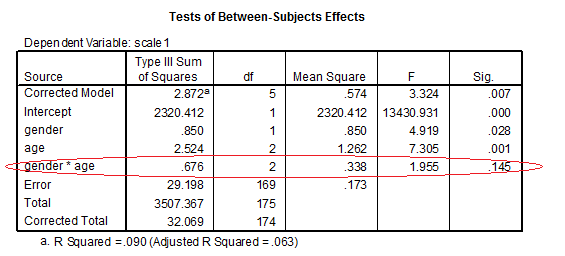 Tests of Between-Subjects Effects
Dependent Variable: scale1
Source Type III Sum of Squares df Mean Square F Sig.
Corrected Model 2.872a 5 .574 3.324 .007
Intercept 2320.412 1 2320.412 13430.931 .000
gender .850 1 .850 4.919 .028
age 2.524 2 1.262 7.305 .001
gender * age .676 2 .338 1.955 .145
Error 29.198 169 .173
Total 3507.367 175
Corrected Total 32.069 174
a. R Squared = .090 (Adjusted R Squared = .063)